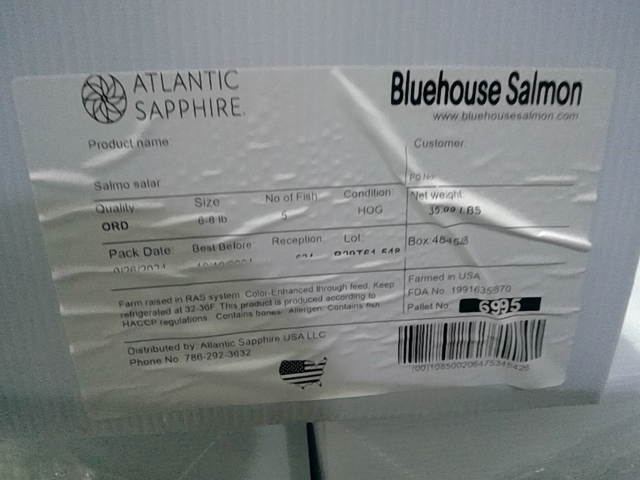 ATLANTIC
SAPPHIRE.
Bluehouse Salmon
www.bluehousesalmon.com
Product name
Customer:
Salmo salar
PO No:
Quality:
Size
No of Fish
Condition
Net weight:
ORD
6-8 lb
5
HOG
LBS
Pack Date:
Best Before
Reception
Lot:
Box
Farm raised in RAS system. Color-Enhanced through feed. Keep
refrigerated at 32-36F. This product is produced according to
HACCP regulations. Contains bones. Allergen: Contains fish
Farmed in USA
FDA No. 1991635870
Pallet No: 6995
Distributed by: Atlantic Sapphire USA LLC
Phone No. 786-292-3632